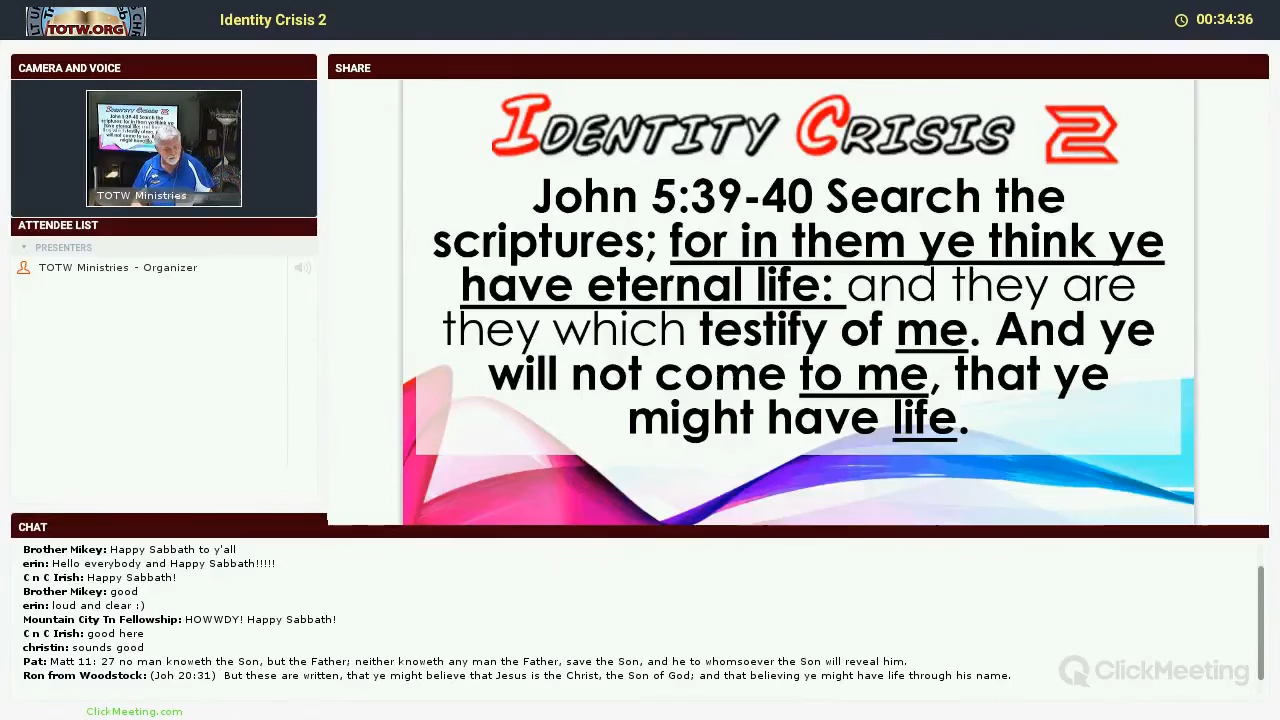 TOTW.ORG
Identity Crisis 2
00:34:36
CAMERA AND VOICE
TOTW Ministries
ATTENDEE LIST
PRESENTERS
TOTW Ministries - Organizer
SHARE
IDENTITY CRISIS 2
John 5:39-40 Search the
scriptures; for in them ye think ye
have eternal life: and they are
they which testify of me. And ye
will not come to me, that ye
might have life.
CHAT
Brother Mikey: Happy Sabbath to y'all
erin: Hello everybody and Happy Sabbath!!!!!
C n C Irish: Happy Sabbath!
Brother Mikey: good
erin: loud and clear :)
Mountain City Tn Fellowship: HOWWDY! Happy Sabbath!
C n C Irish: good here
christin: sounds good
Pat: Matt 11: 27 no man knoweth the Son, but the Father; neither knoweth any man the Father, save the Son, and he to whomsoever the Son will reveal him.
Ron from Woodstock: (Joh 20:31) But these are written, that ye might believe that Jesus is the Christ, the Son of God; and that believing ye might have life through his name.
ClickMeeting
ClickMeeting.com